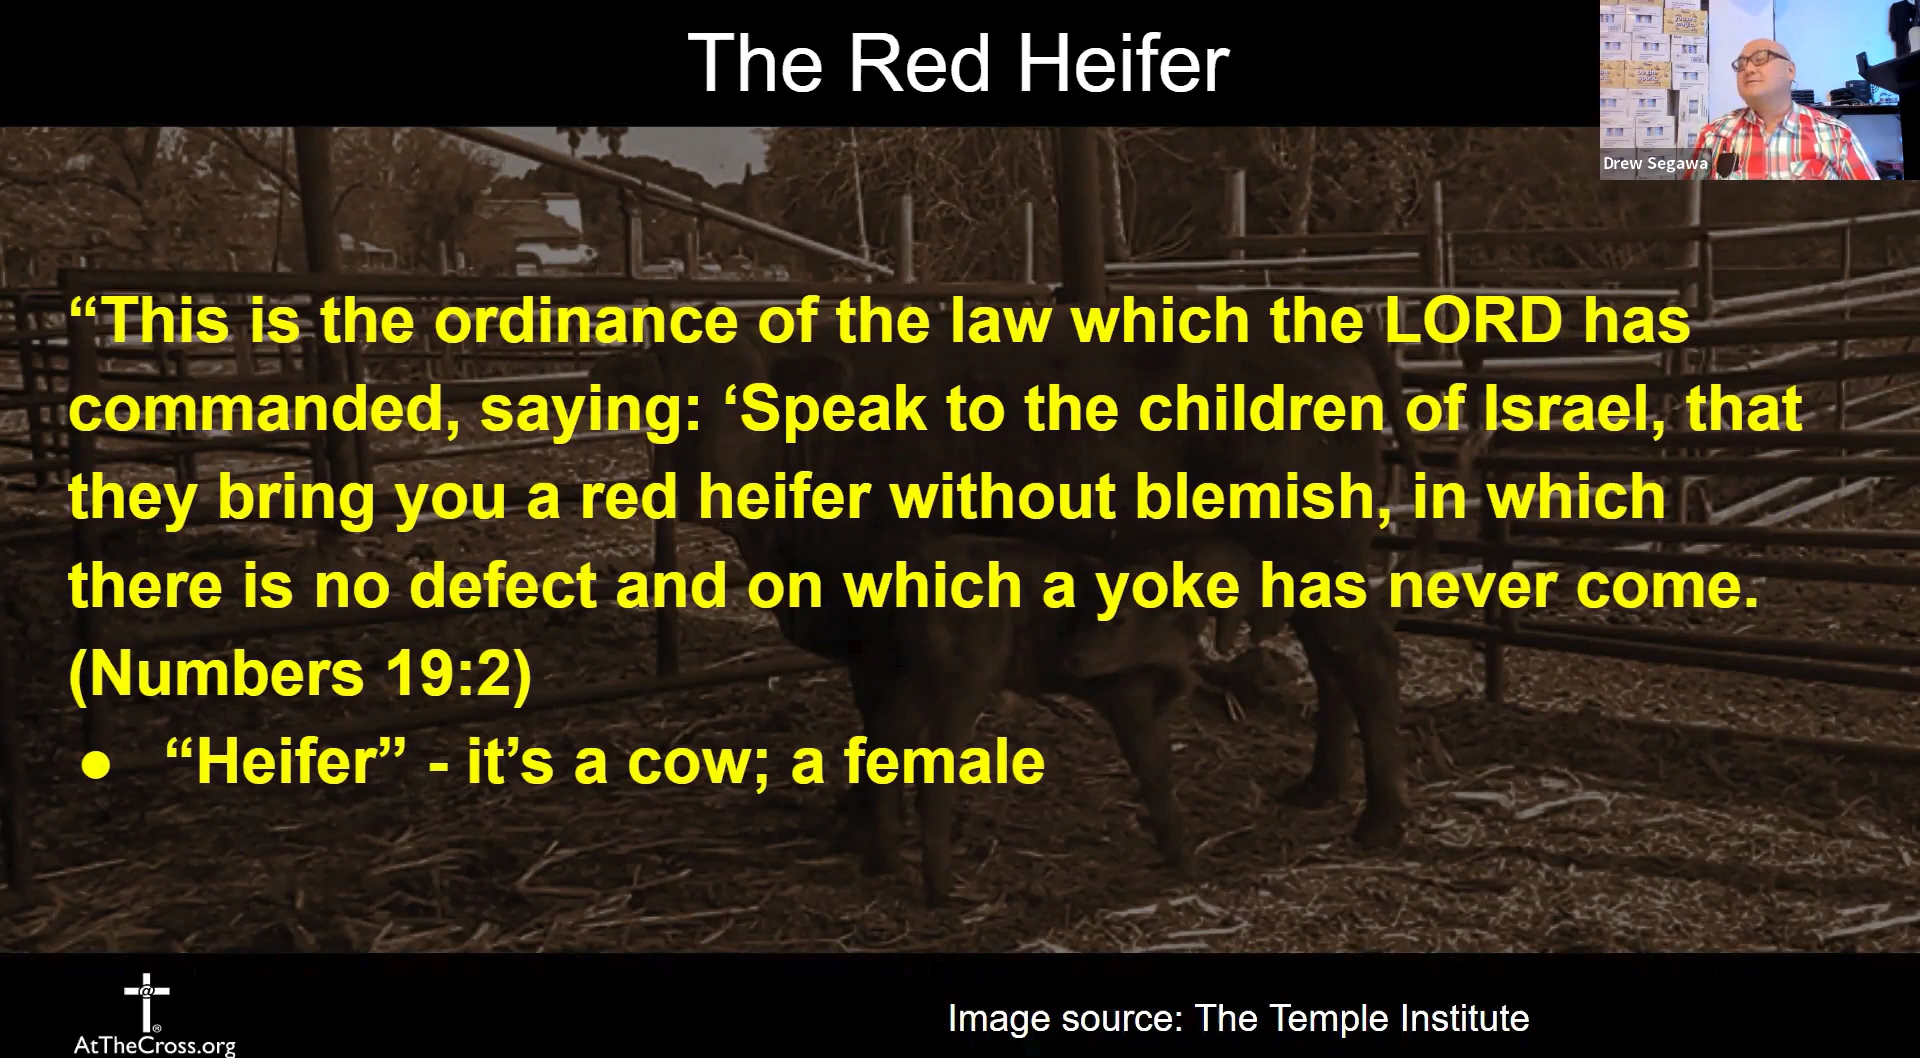 The Red Heifer
Drew Segawa
“This is the ordinance of the law which the LORD has
commanded, saying: ‘Speak to the children of Israel, that
they bring you a red heifer without blemish, in which
there is no defect and on which a yoke has never come.
(Numbers 19:2)
● “Heifer” - it’s a cow; a female
@
®
AtTheCross.org
Image source: The Temple Institute